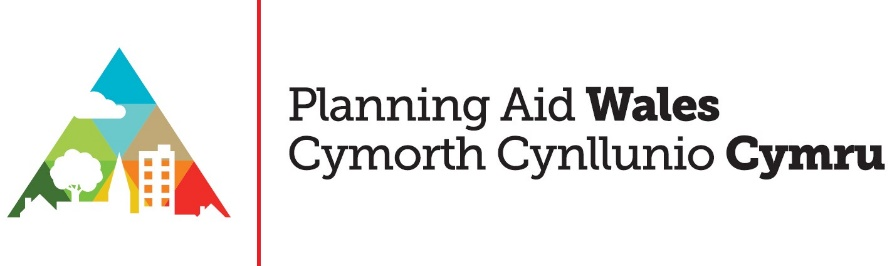 Planning Aid Wales
Cymorth Cynllunio Cymru